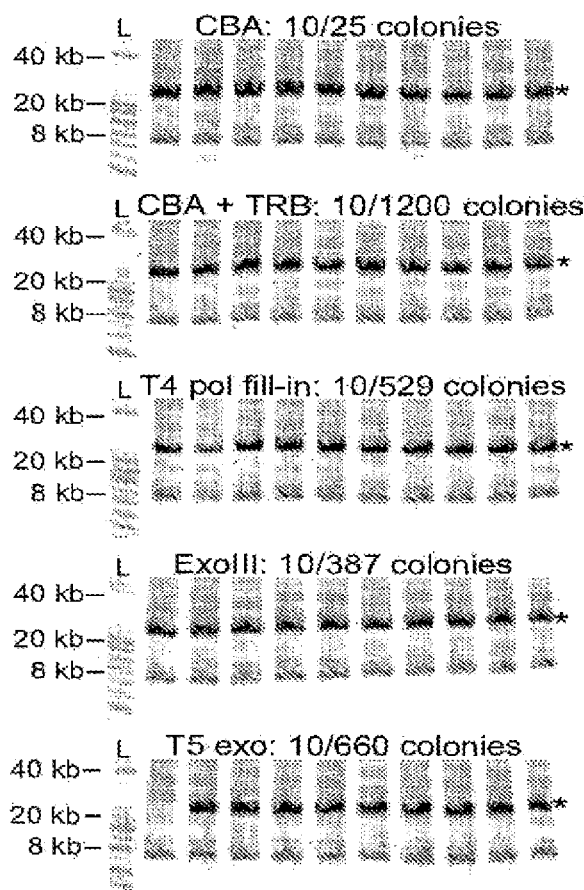 L CBA: 10/25 colonies
40 kb–
20 kb–
*
8 kb–
L CBA + TRB: 10/1200 colonies
40 kb–
*
20 kb–
8 kb–
L T4 pol fill-in: 10/529 colonies
40 kb–
*
20 kb–
8 kb–
L ExoIII: 10/387 colonies
40 kb–
*
20 kb–
8 kb–
L T5 exo: 10/660 colonies
40 kb–
*
20 kb–
8 kb–